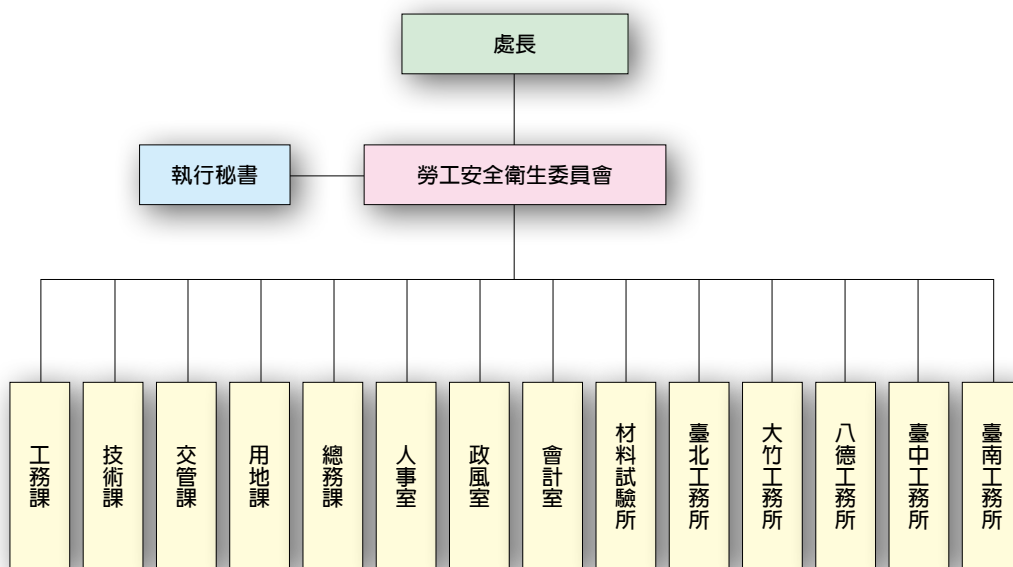 處長
執行秘書
勞工安全衛生委員會
工務課
技術課
交管課
用地課
總務課
人事室
政風室
會計室
材料試驗所
臺北工務所
大竹工務所
八德工務所
臺中工務所
臺南工務所